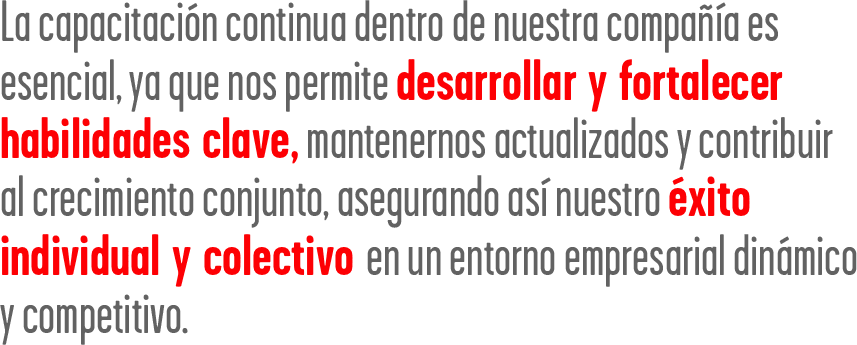 La capacitación continua dentro de nuestra compañía es
esencial, ya que nos permite desarrollar y fortalecer
habilidades clave, mantenernos actualizados y contribuir
al crecimiento conjunto, asegurando así nuestro éxito
individual y colectivo en un entorno empresarial dinámico
y competitivo.